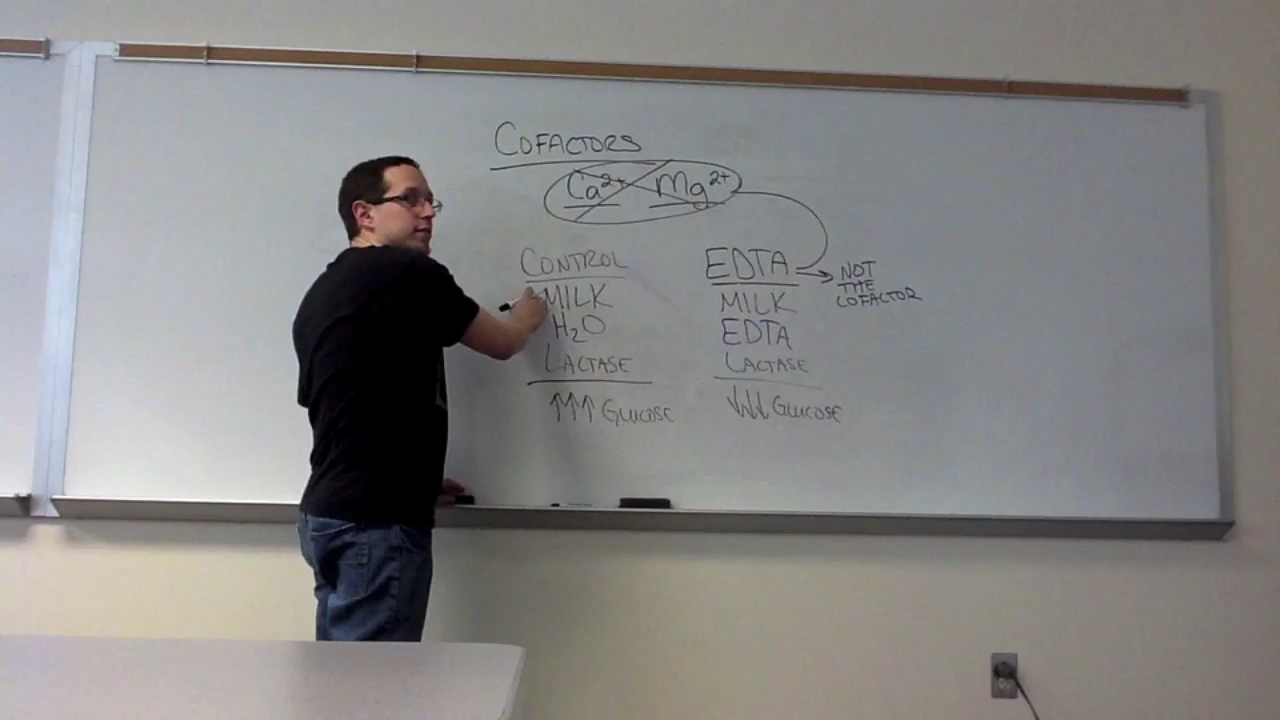 COFACTORS
Ca²⁺ Mg²⁺
CONTROL
MILK
H₂O
LACTASE
↑↑↑ GLUCOSE
EDTA
MILK
EDTA
LACTASE
↓↓↓ GLUCOSE
NOT
THE
COFACTOR